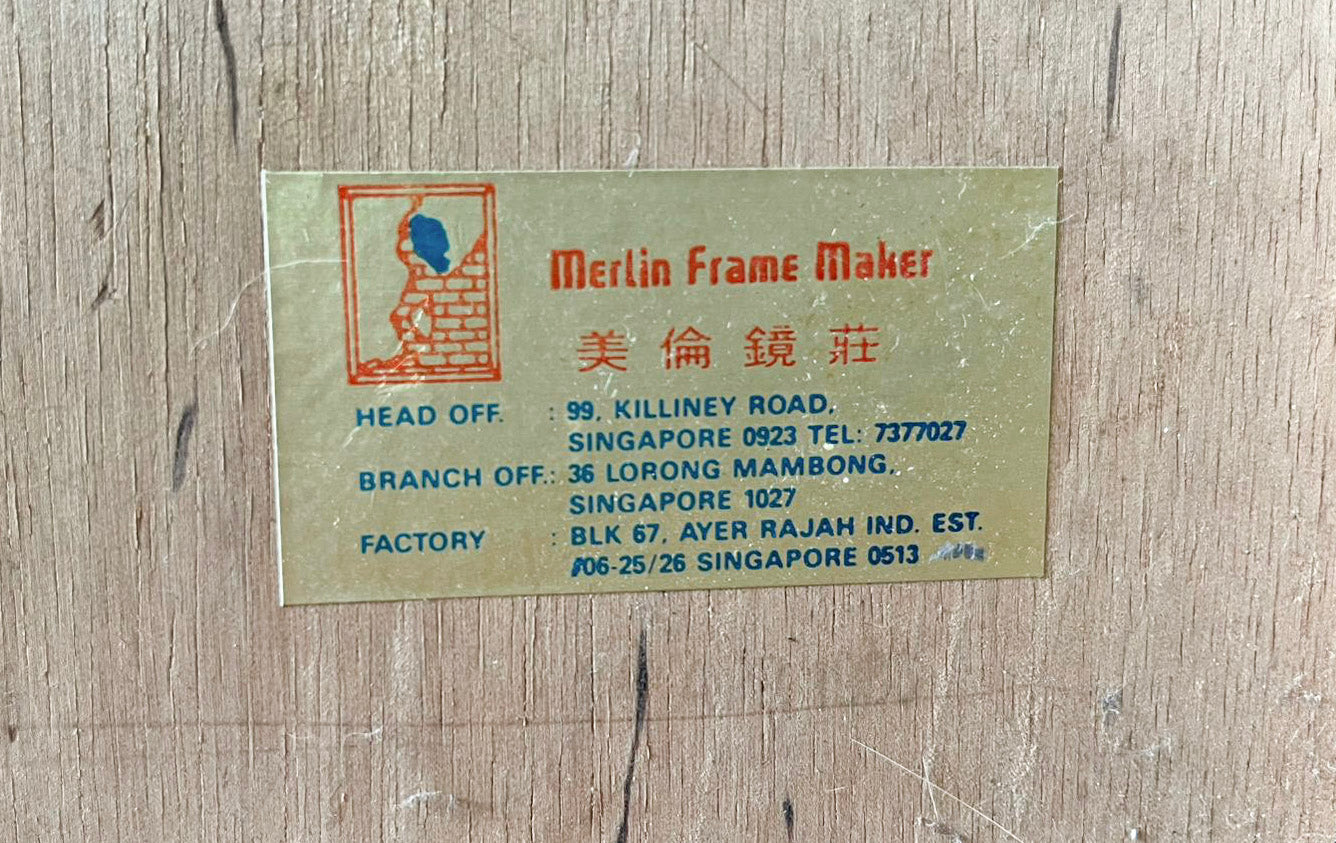 Merlin Frame Maker
美倫鏡莊
HEAD OFF. : 99, KILLINEY ROAD,
SINGAPORE 0923 TEL: 7377027
BRANCH OFF.: 36 LORONG MAMBONG,
SINGAPORE 1027
FACTORY : BLK 67, AYER RAJAH IND. EST.
#06-25/26 SINGAPORE 0513